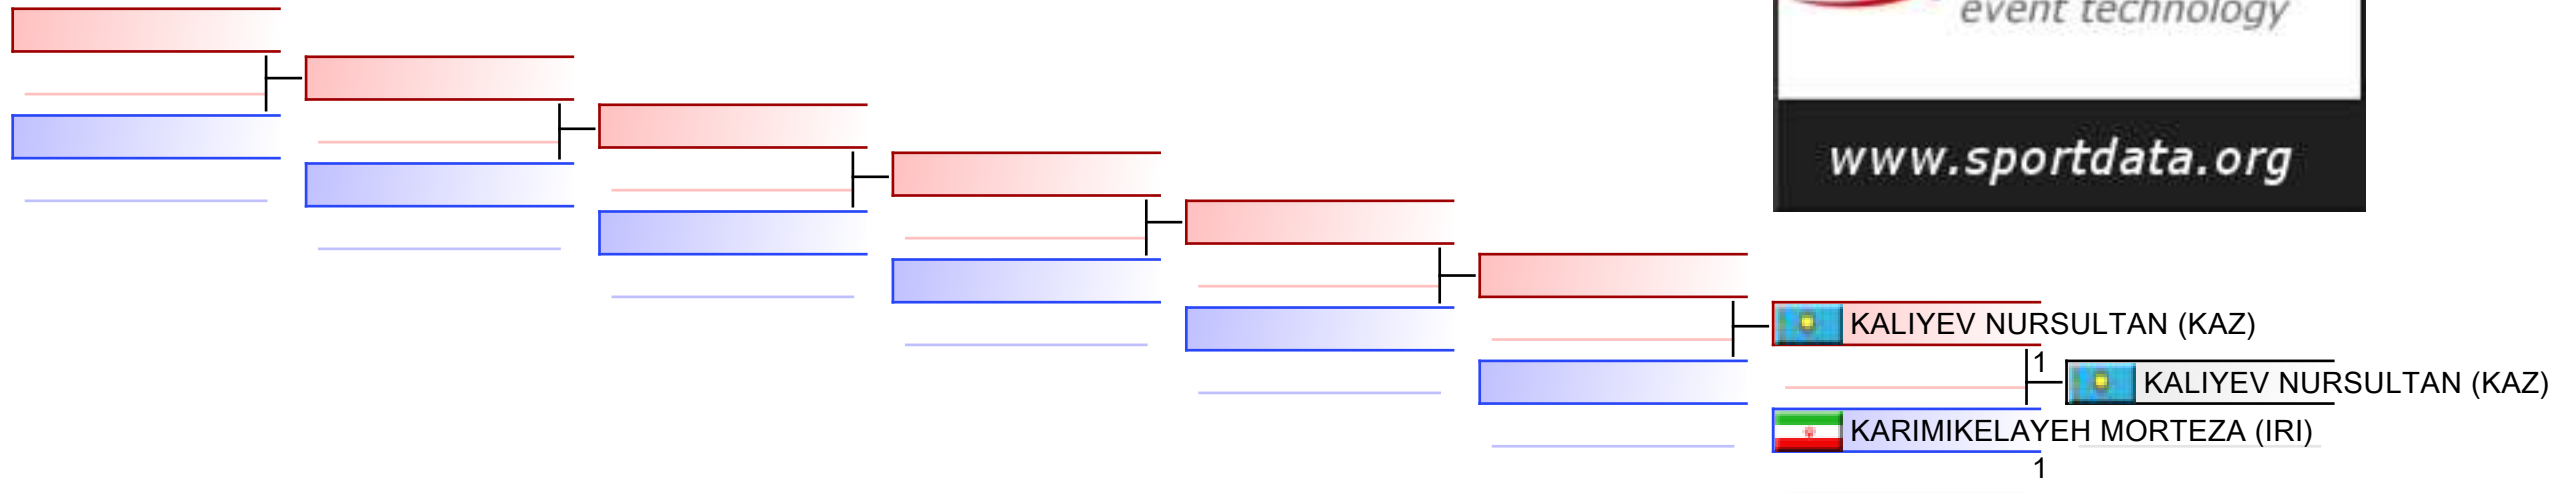 event technology
www.sportdata.org
KALIYEV NURSULTAN (KAZ)
1
KALIYEV NURSULTAN (KAZ)
KARIMIKELAYEH MORTEZA (IRI)
1